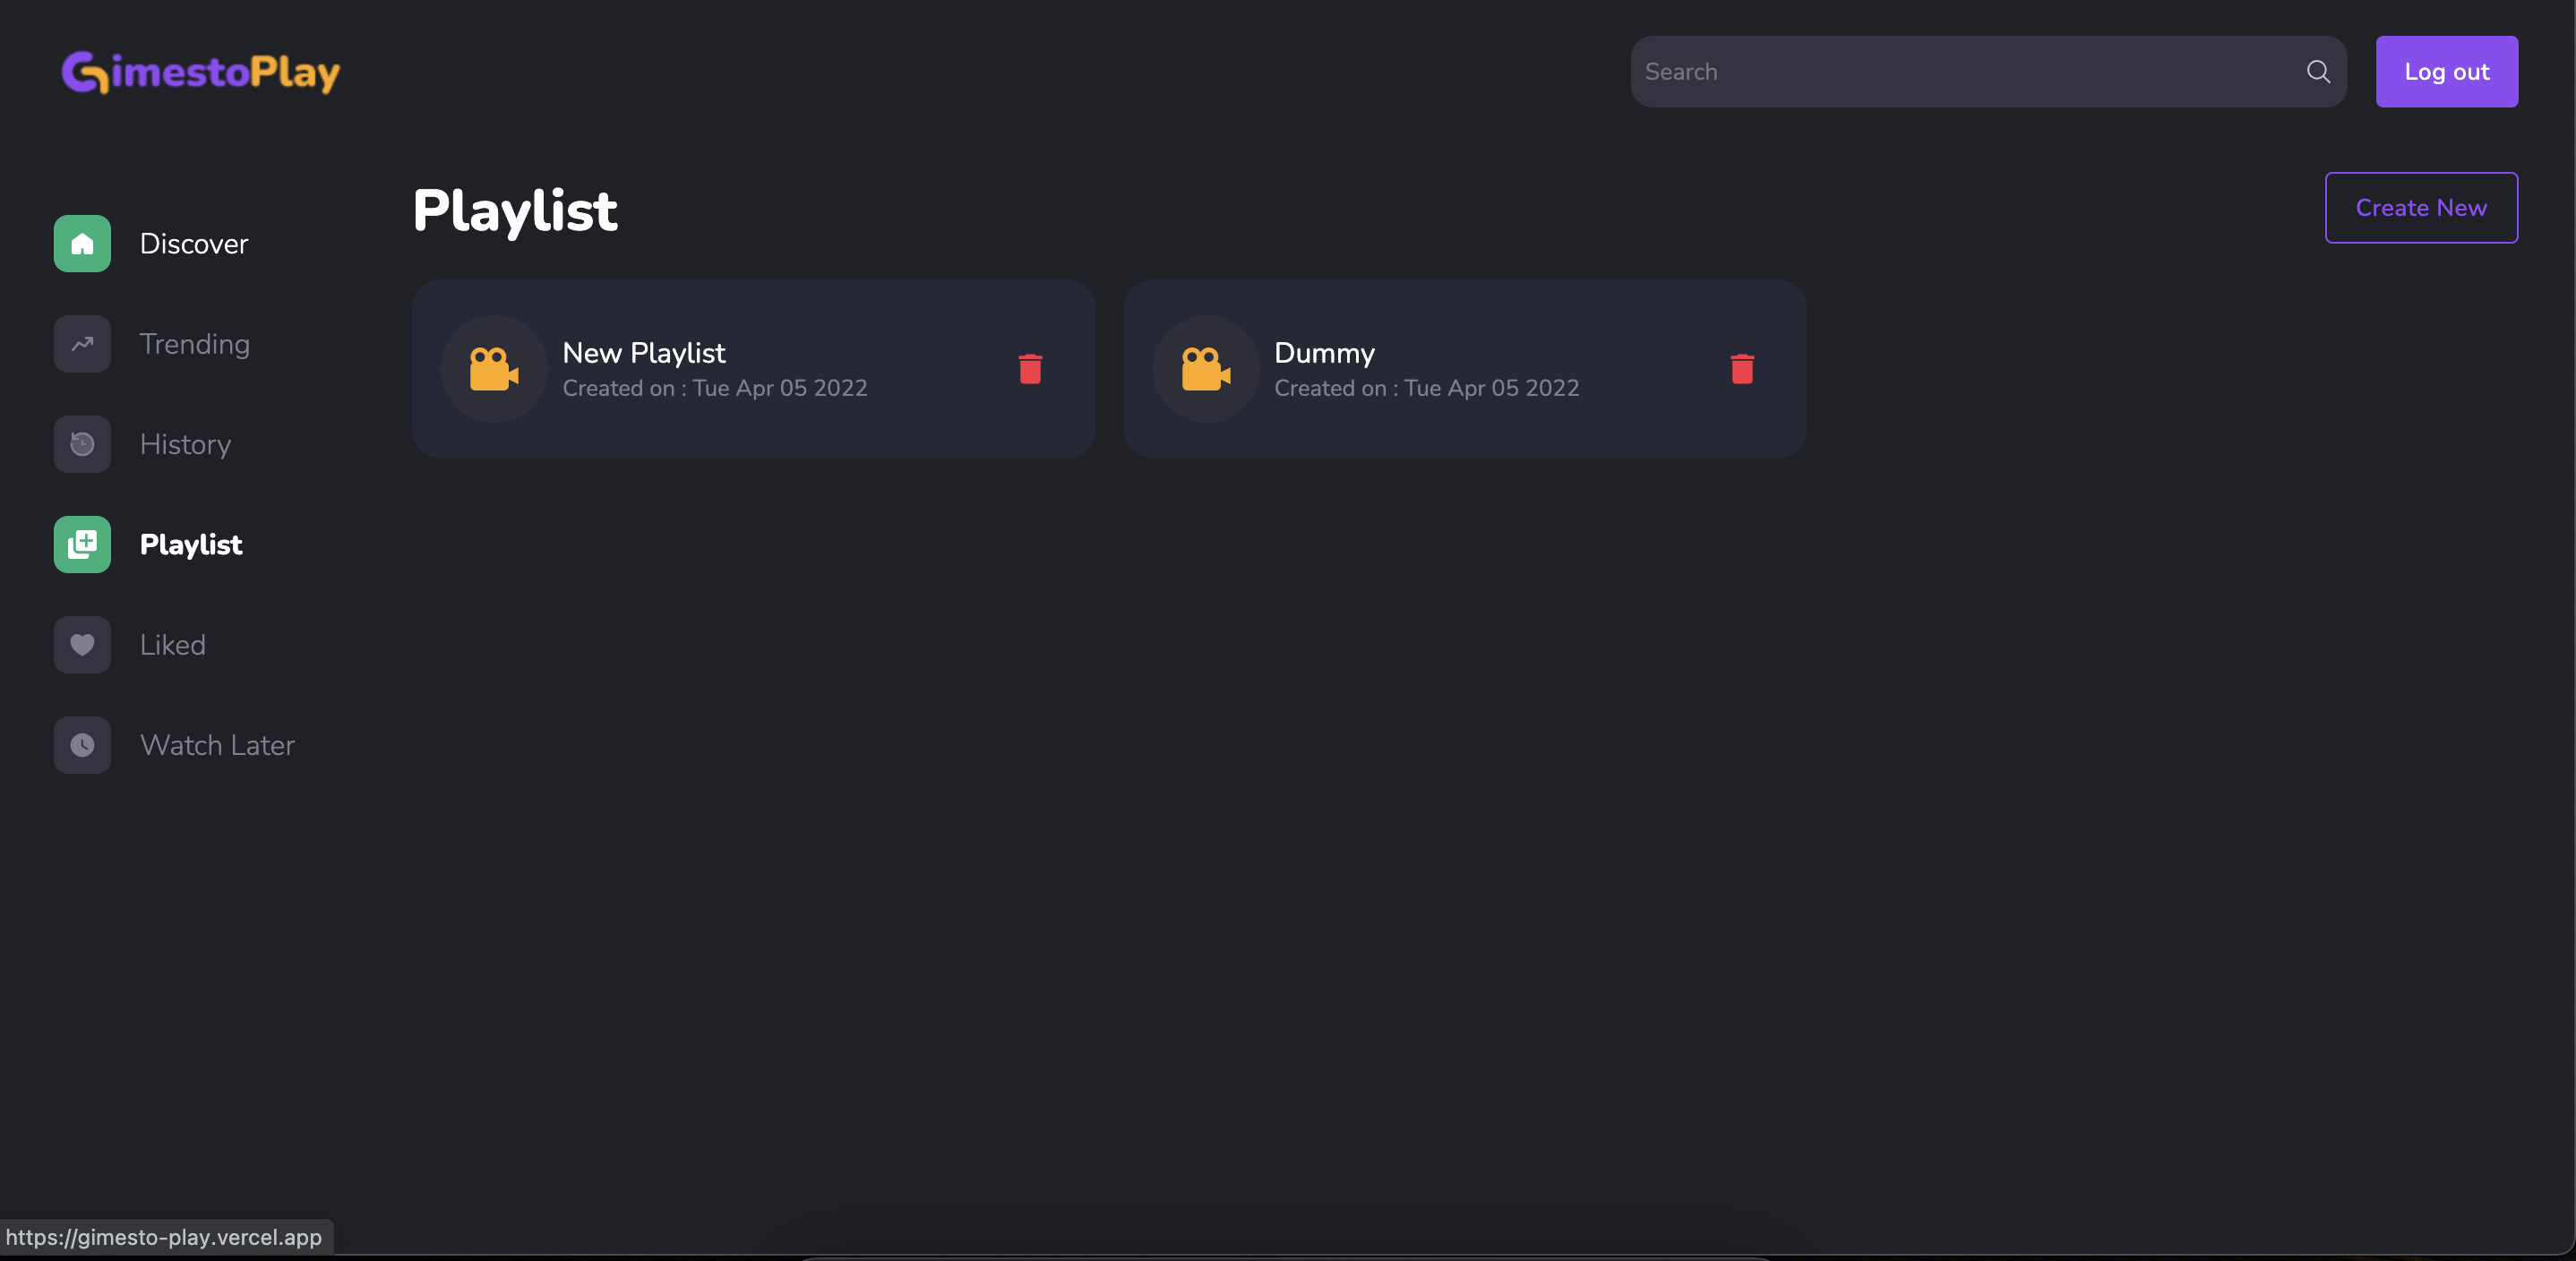 GimestoPlay
Search
Log out
Discover
Trending
History
Playlist
Liked
Watch Later
Playlist
Create New
New Playlist
Created on : Tue Apr 05 2022
Dummy
Created on : Tue Apr 05 2022
https://gimesto-play.vercel.app